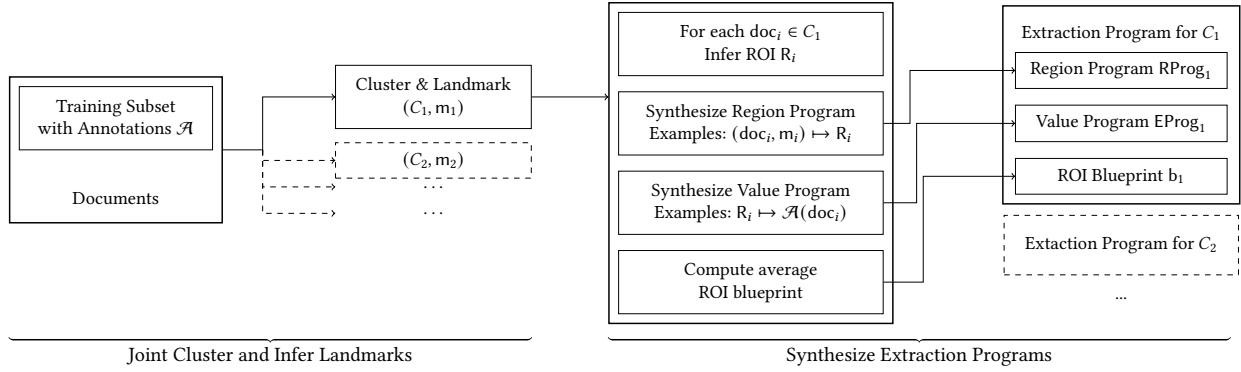 Training Subset
with Annotations 𝒜
Documents
Cluster & Landmark
(C₁, m₁)
(C₂, m₂)
...
...
For each docᵢ ∈ C₁
Infer ROI Rᵢ
Synthesize Region Program
Examples: (docᵢ, mᵢ) ↦ Rᵢ
Synthesize Value Program
Examples: Rᵢ ↦ 𝒜(docᵢ)
Compute average
ROI blueprint
Extraction Program for C₁
Region Program RProg₁
Value Program EProg₁
ROI Blueprint b₁
Extaction Program for C₂
...
Joint Cluster and Infer Landmarks
Synthesize Extraction Programs